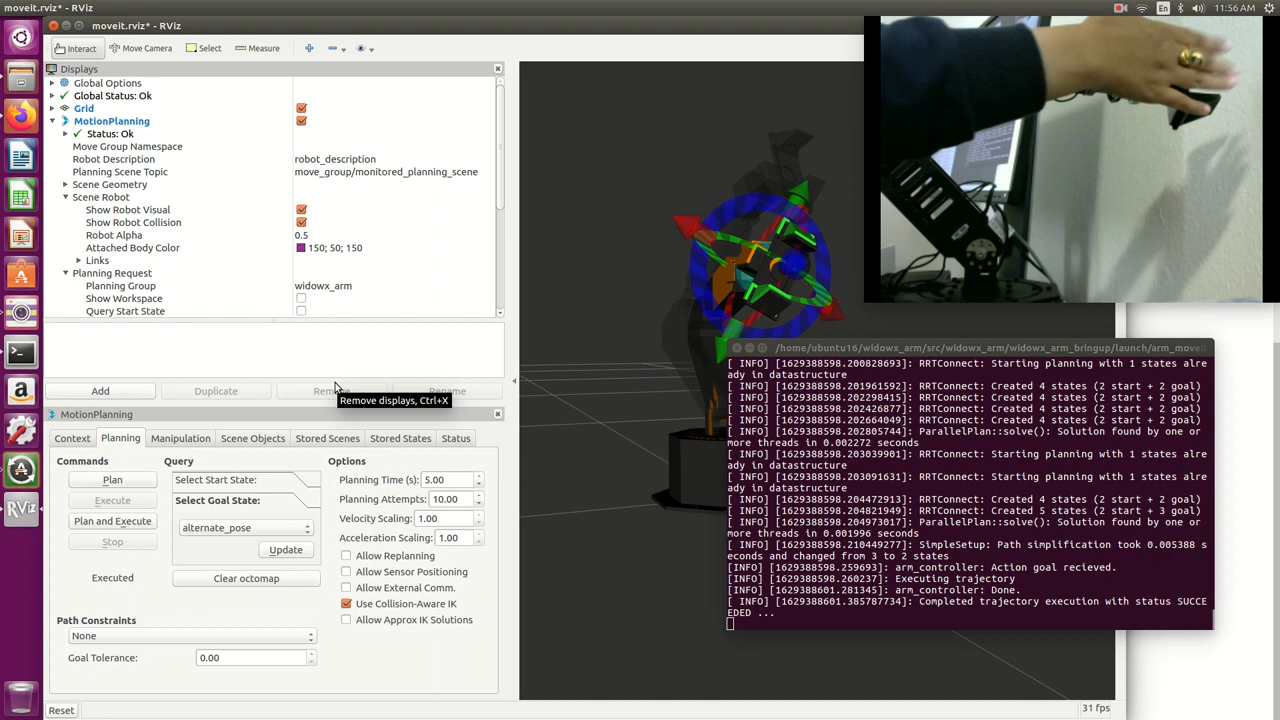 moveit.rviz* - RViz
En
11:56 AM
moveit.rviz* - RViz
Interact
Move Camera
Select
Measure
Displays
Global Options
Global Status: Ok
Grid
MotionPlanning
Status: Ok
Move Group Namespace
Robot Description robot_description
Planning Scene Topic move_group/monitored_planning_scene
Scene Geometry
Scene Robot
Show Robot Visual
Show Robot Collision
Robot Alpha 0.5
Attached Body Color 150; 50; 150
Links
Planning Request
Planning Group widowx_arm
Show Workspace
Query Start State
Add
Duplicate
Remove
Rename
Remove displays, Ctrl+X
MotionPlanning
Context
Planning
Manipulation
Scene Objects
Stored Scenes
Stored States
Status
Commands
Plan
Execute
Plan and Execute
Stop
Executed
Query
Select Start State:
Select Goal State:
alternate_pose
Update
Clear octomap
Options
Planning Time (s): 5.00
Planning Attempts: 10.00
Velocity Scaling: 1.00
Acceleration Scaling: 1.00
Allow Replanning
Allow Sensor Positioning
Allow External Comm.
Use Collision-Aware IK
Allow Approx IK Solutions
Path Constraints
None
Goal Tolerance: 0.00
Reset
31 fps
RViz
/home/ubuntu16/widowx_arm/src/widowx_arm/widowx_arm_bringup/launch/arm_movei
[ INFO] [1629388598.200828693]: RRTConnect: Starting planning with 1 states alre
ady in datastructure
[ INFO] [1629388598.201961592]: RRTConnect: Created 4 states (2 start + 2 goal)
[ INFO] [1629388598.202298415]: RRTConnect: Created 4 states (2 start + 2 goal)
[ INFO] [1629388598.202426877]: RRTConnect: Created 4 states (2 start + 2 goal)
[ INFO] [1629388598.202664049]: RRTConnect: Created 4 states (2 start + 2 goal)
[ INFO] [1629388598.202805744]: ParallelPlan::solve(): Solution found by one or
more threads in 0.002272 seconds
[ INFO] [1629388598.203039901]: RRTConnect: Starting planning with 1 states alre
ady in datastructure
[ INFO] [1629388598.203091631]: RRTConnect: Starting planning with 1 states alre
ady in datastructure
[ INFO] [1629388598.204472913]: RRTConnect: Created 4 states (2 start + 2 goal)
[ INFO] [1629388598.204821949]: RRTConnect: Created 5 states (2 start + 3 goal)
[ INFO] [1629388598.204973017]: ParallelPlan::solve(): Solution found by one or
more threads in 0.001996 seconds
[ INFO] [1629388598.210449277]: SimpleSetup: Path simplification took 0.005388 s
econds and changed from 3 to 2 states
[INFO] [1629388598.259693]: arm_controller: Action goal recieved.
[INFO] [1629388598.260237]: Executing trajectory
[INFO] [1629388601.281345]: arm_controller: Done.
[ INFO] [1629388601.385787734]: Completed trajectory execution with status SUCCE
EDED ...